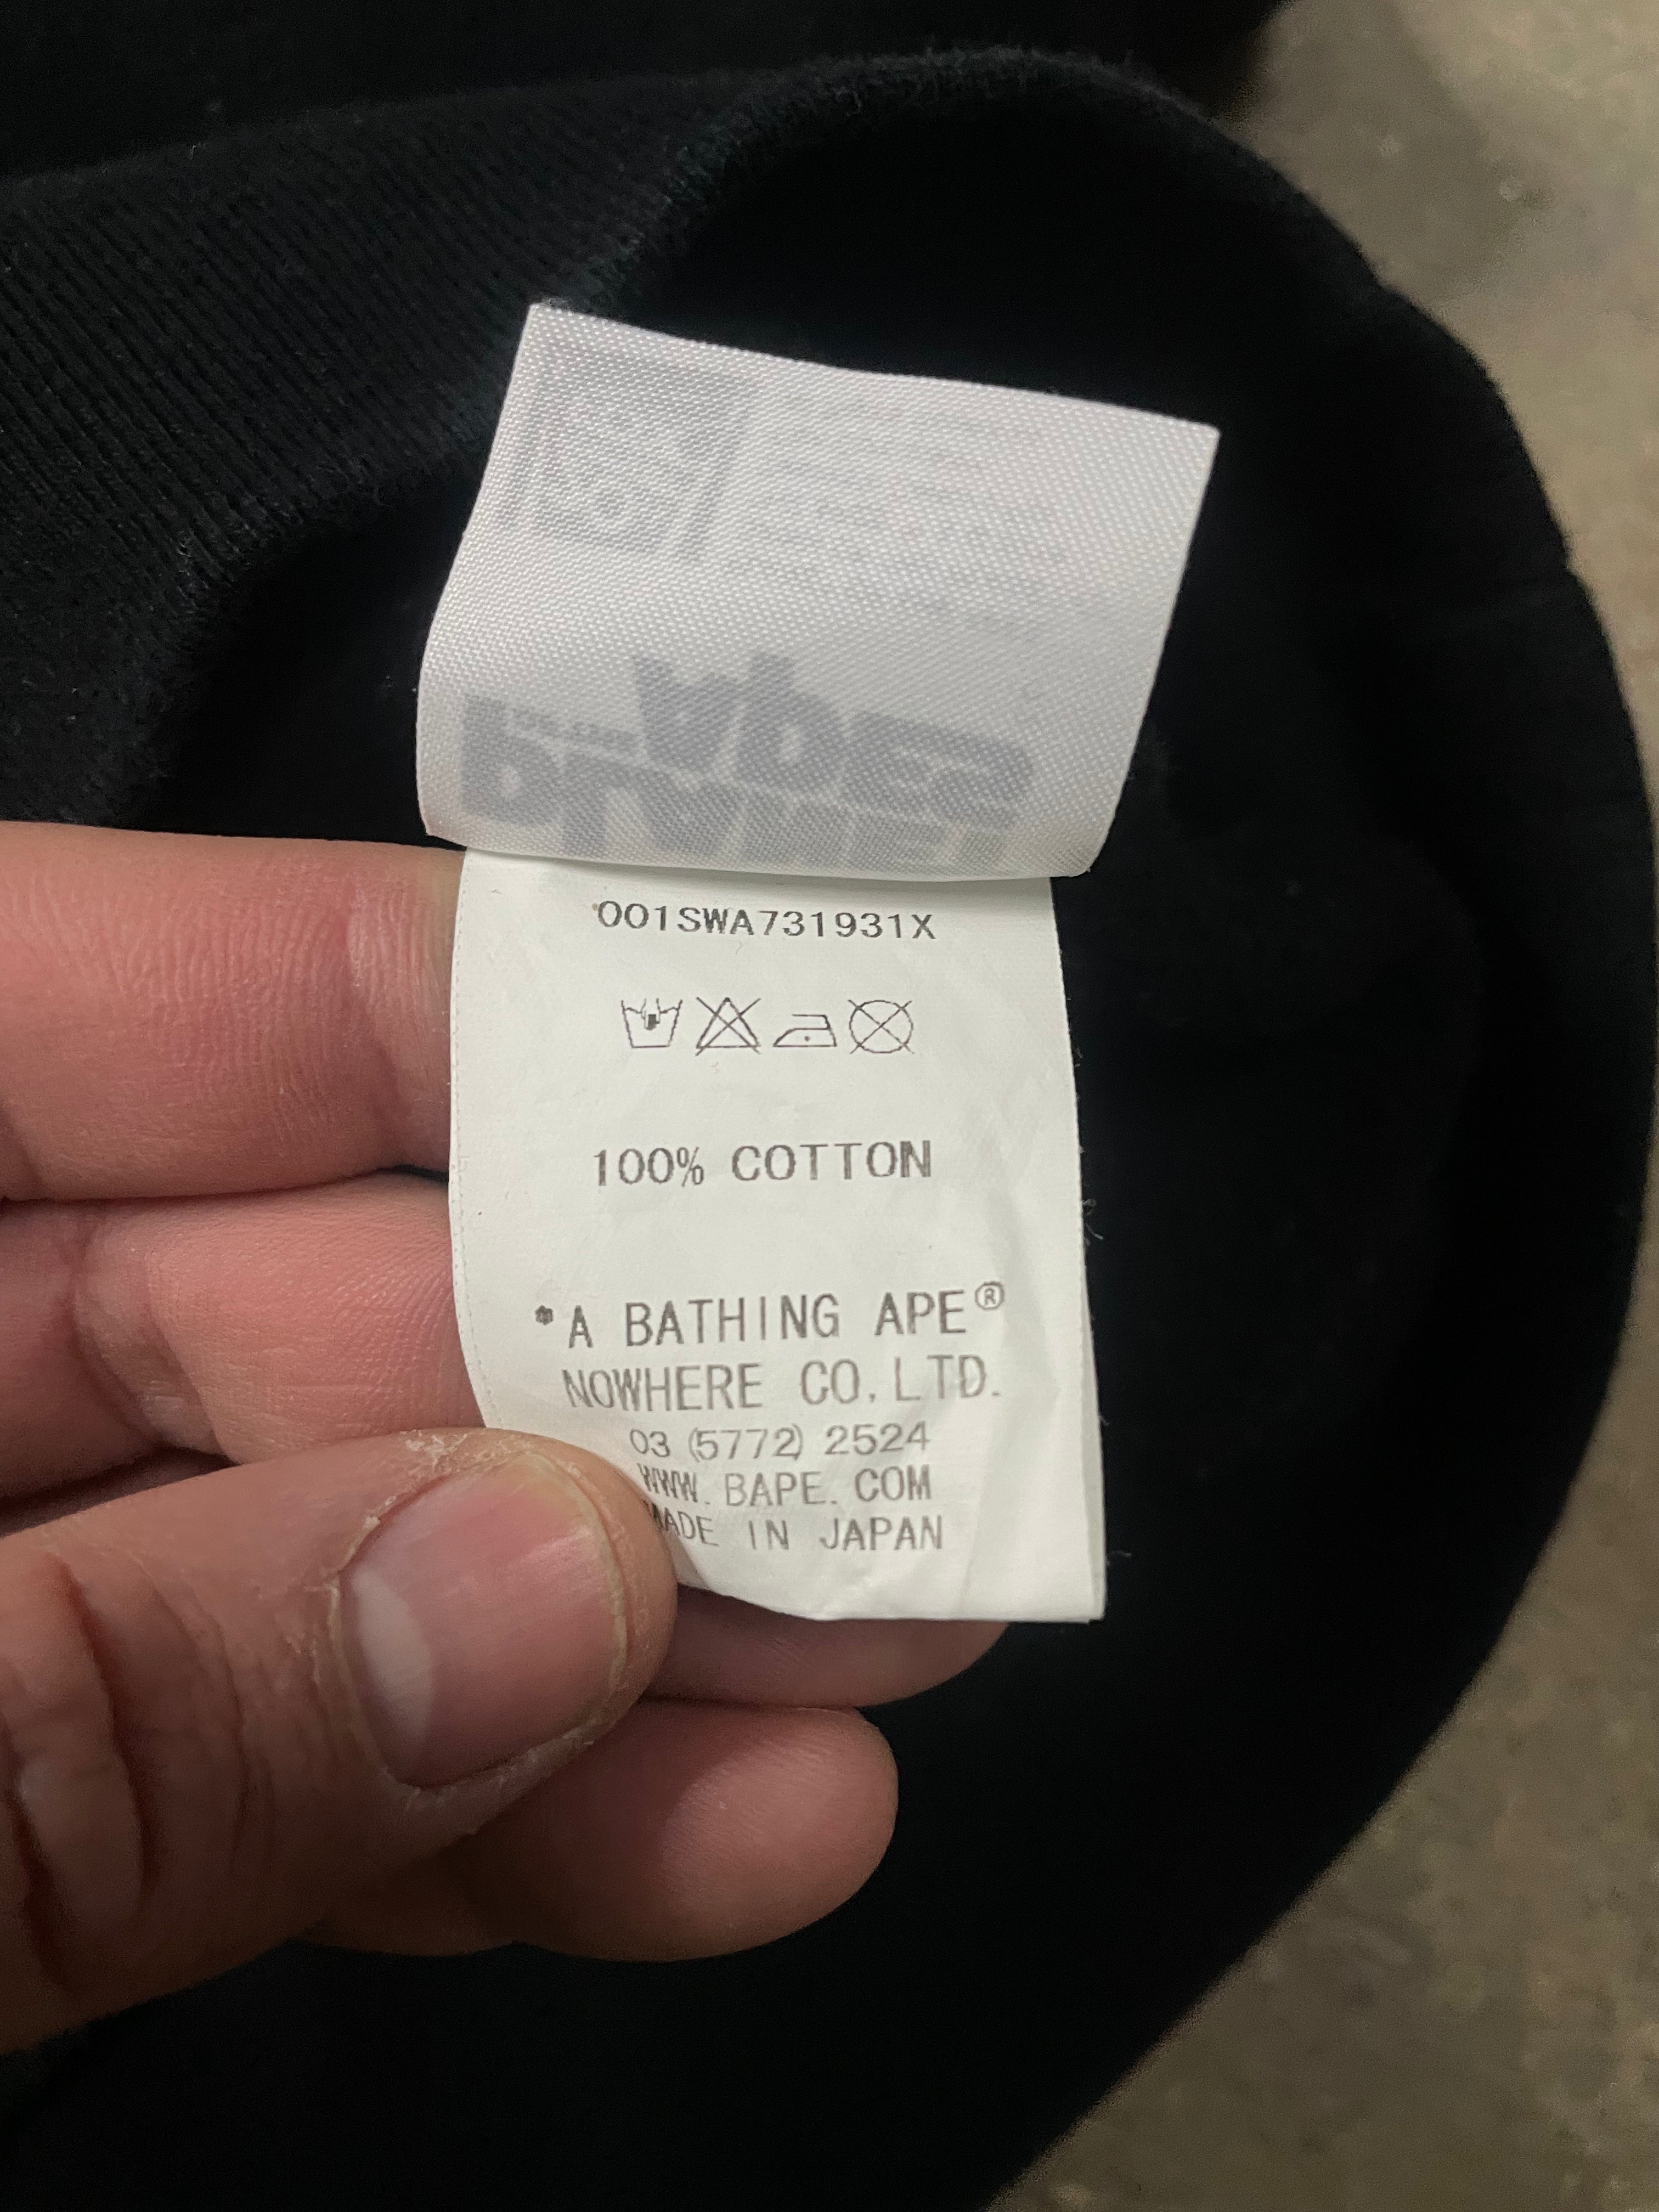 001SWA731931X
100% COTTON
*A BATHING APE®
NOWHERE CO.LTD.
03 (5772) 2524
WWW. BAPE. COM
MADE IN JAPAN